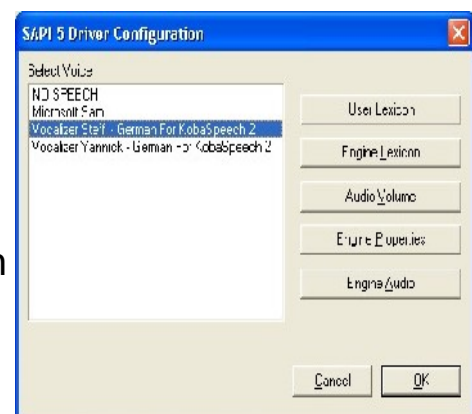 SAPI 5 Driver Configuration
Select Voice
NO SPEECH
Microsoft Sam
Vocalizer Steffi - German For KobaSpeech 2
Vocalizer Yannick - German For KobaSpeech 2
User Lexicon
Engine Lexicon
Audio Volume
Engine Properties
Engine Audio
Cancel
OK